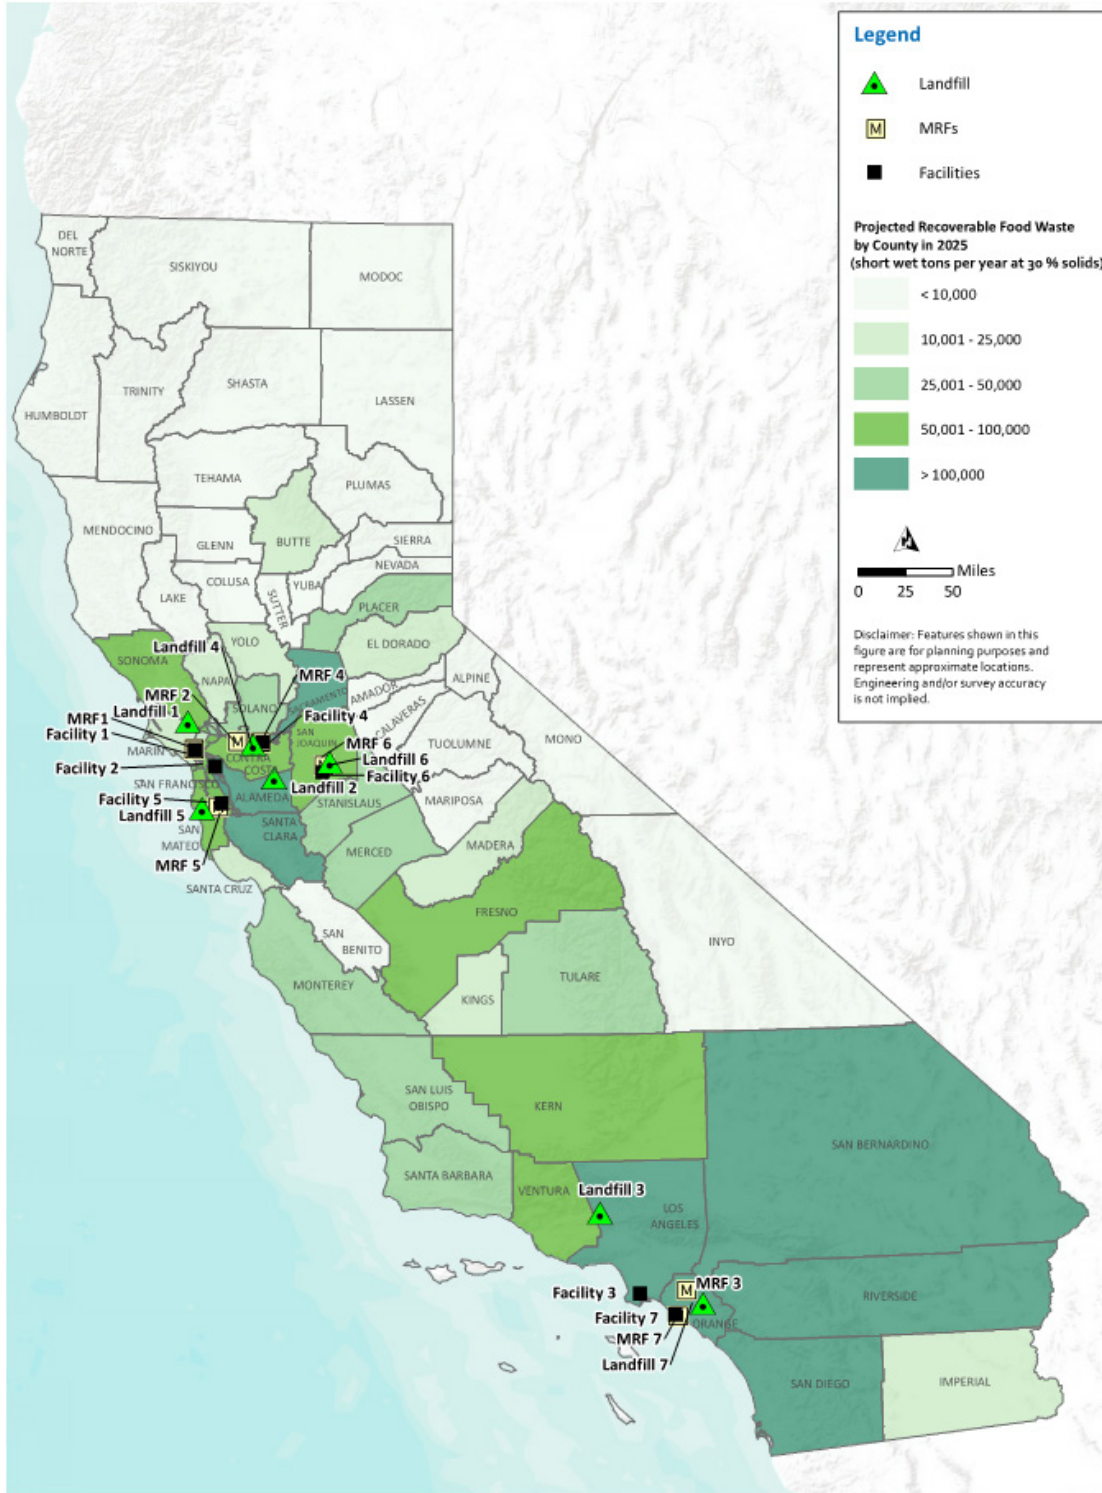 Legend
Landfill
M
MRFs
Facilities
Projected Recoverable Food Waste
by County in 2025
(short wet tons per year at 30 % solids)
< 10,000
10,001 - 25,000
25,001 - 50,000
50,001 - 100,000
> 100,000
Miles
0 25 50
Disclaimer: Features shown in this
figure are for planning purposes and
represent approximate locations.
Engineering and/or survey accuracy
is not implied.
DEL
NORTE
SISKIYOU
MODOC
HUMBOLDT
TRINITY
SHASTA
LASSEN
TEHAMA
PLUMAS
MENDOCINO
GLENN
BUTTE
SIERRA
NEVADA
COLUSA
YUBA
LAKE
SUTTER
PLACER
Landfill 4
YOLO
EL DORADO
SONOMA
NAPA
MRF 4
ALPINE
SACRAMENTO
AMADOR
MRF 2
SOLANO
CALAVERAS
Landfill 1
MRF1
Facility 4
Facility 1
MARIN
M
SAN
JOAQUIN
MRF 6
TUOLUMNE
MONO
CONTRA
COSTA
Landfill 6
Facility 2
Facility 6
SAN FRANCISCO
Landfill 2
Facility 5
ALAMEDA
STANISLAUS
MARIPOSA
Landfill 5
SANTA
CLARA
SAN
MATEO
MRF 5
MERCED
MADERA
SANTA CRUZ
FRESNO
SAN
BENITO
INYO
MONTEREY
KINGS
TULARE
SAN LUIS
OBISPO
KERN
SAN BERNARDINO
SANTA BARBARA
VENTURA
Landfill 3
LOS
ANGELES
Facility 3
M
MRF 3
RIVERSIDE
Facility 7
ORANGE
MRF 7
Landfill 7
SAN DIEGO
IMPERIAL